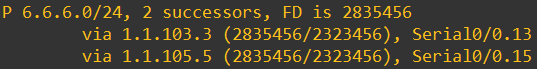 P 6.6.6.0/24, 2 successors, FD is 2835456
        via 1.1.103.3 (2835456/2323456), Serial0/0.13
        via 1.1.105.5 (2835456/2323456), Serial0/0.15